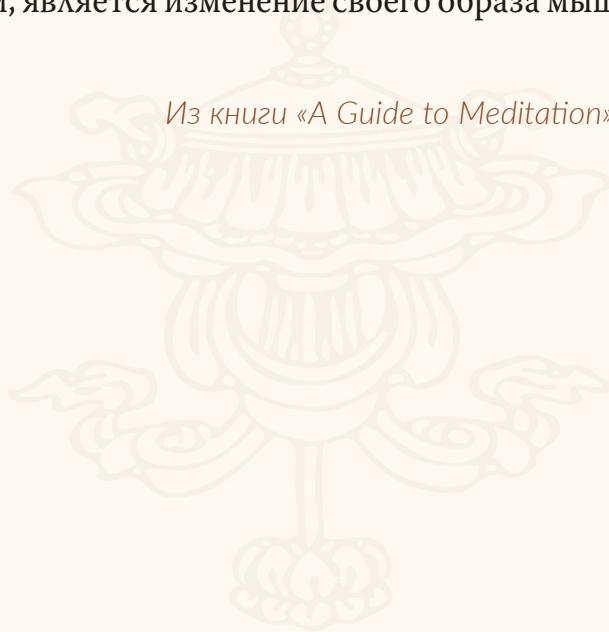 является изменение своего образа
Из книги «A Guide to Meditation»